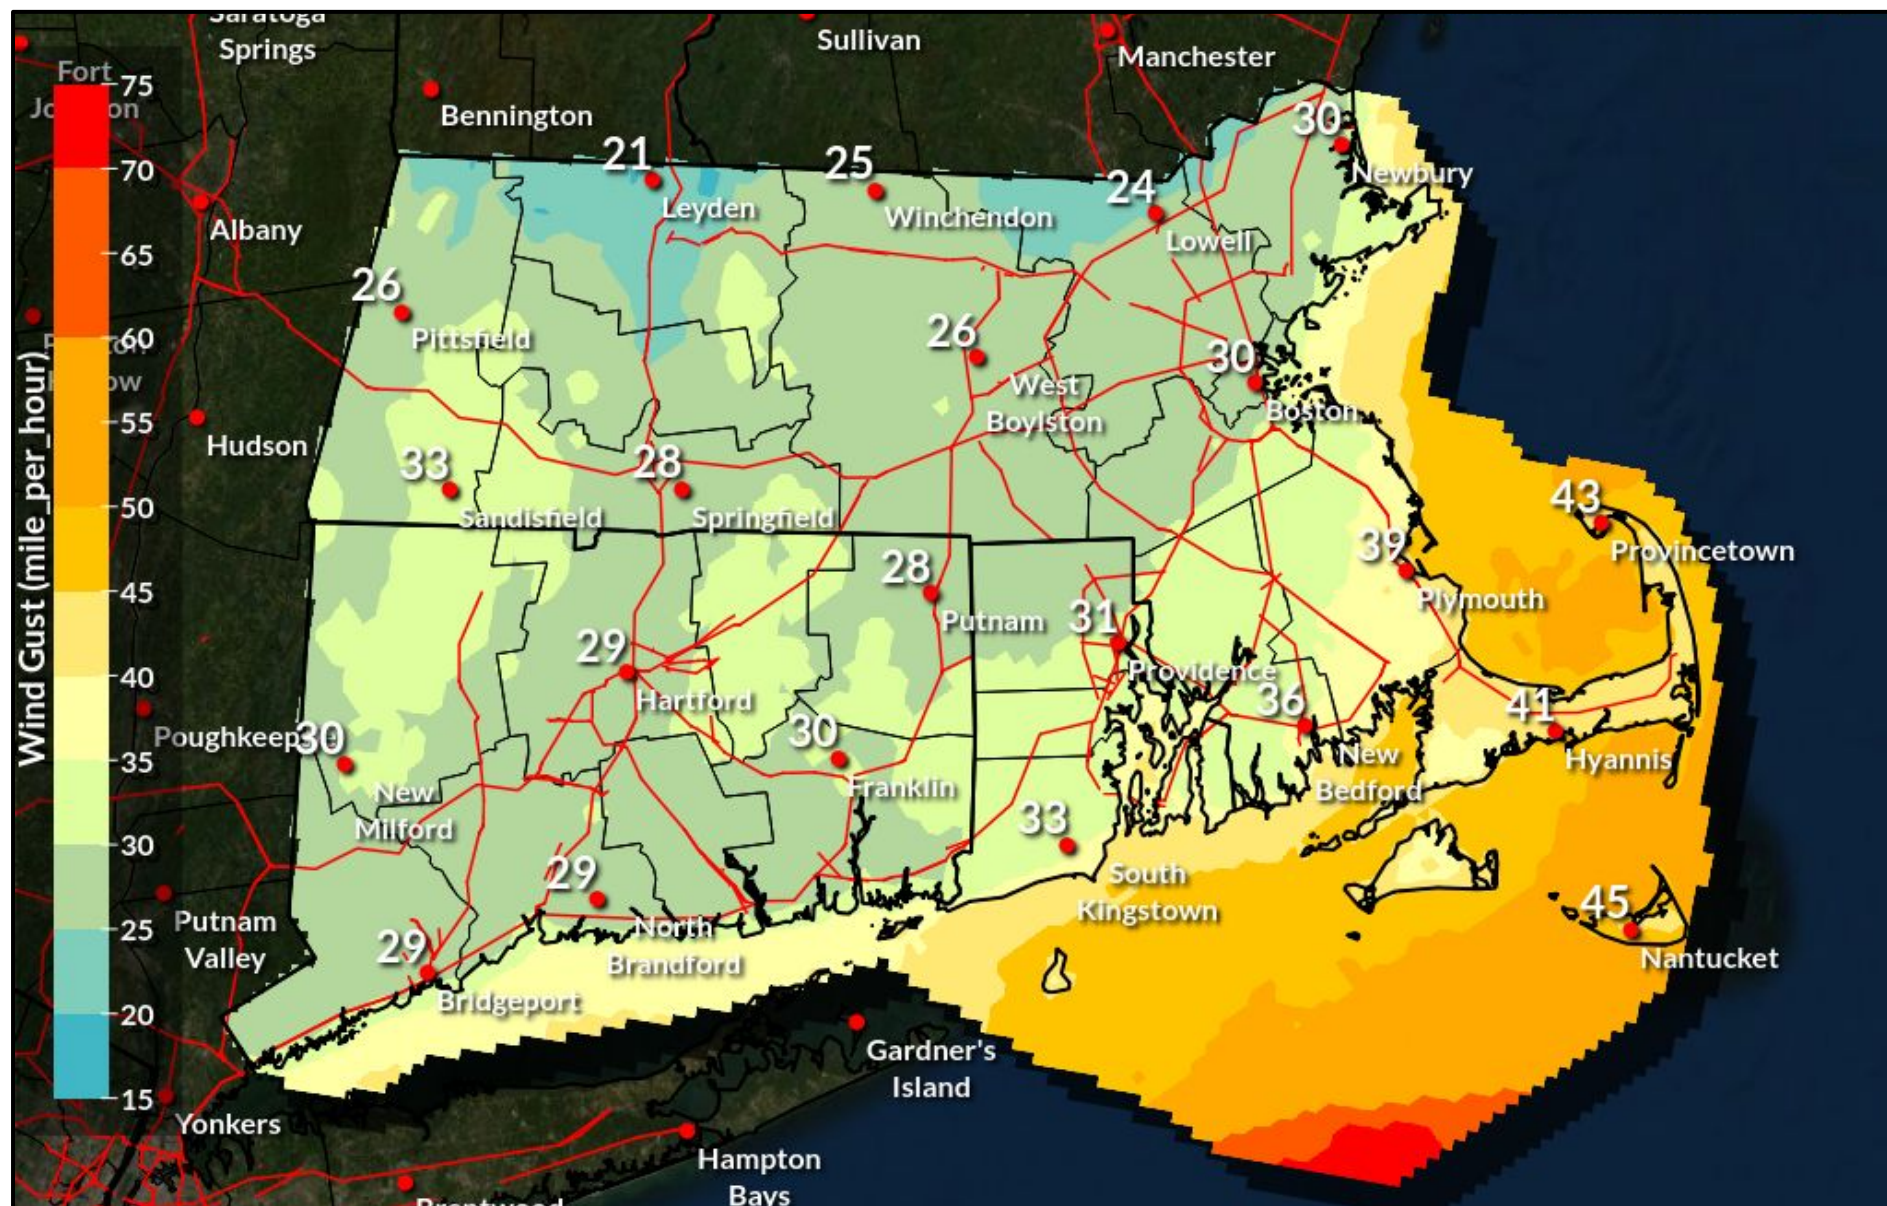 Saratoga
Springs
Sullivan
Manchester
Fort
75
Bennington
30
Newbury
70
21
Leyden
25
Winchendon
24
Lowell
Albany
65
26
Pittsfield
60
26
West
Boylston
30
Boston
55
Hudson
33
Sandisfield
28
Springfield
50
43
Provincetown
39
Plymouth
45
28
Putnam
31
Providence
29
Hartford
40
36
New
Bedford
41
Hyannis
Wind Gust (mile_per_hour)
30
New
Milford
35
30
Franklin
33
South
Kingstown
30
29
North
Brandford
45
Nantucket
25
Putnam
Valley
29
Bridgeport
20
Gardner's
Island
15
Yonkers
Hampton
Bays
Brentwood